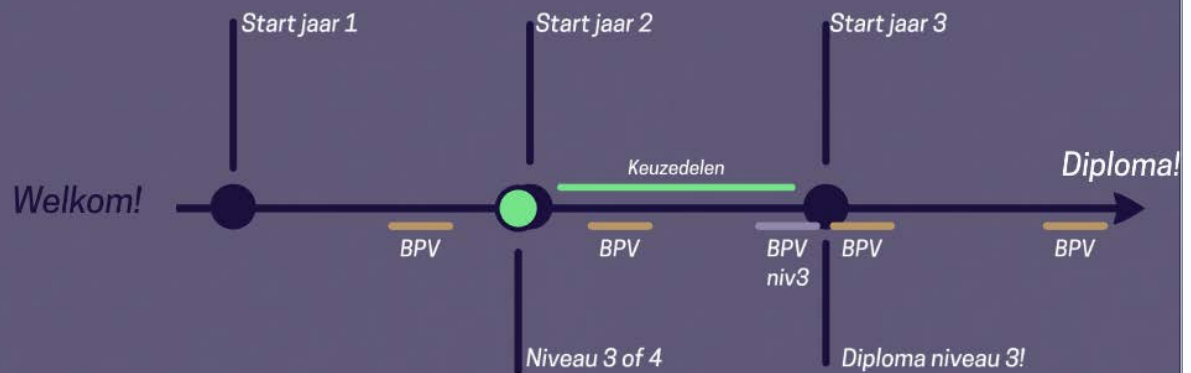 Start jaar 1
Start jaar 2
Start jaar 3
Welkom!
Keuzedelen
Diploma!
BPV
BPV
BPV
niv3
BPV
BPV
Niveau 3 of 4
Diploma niveau 3!